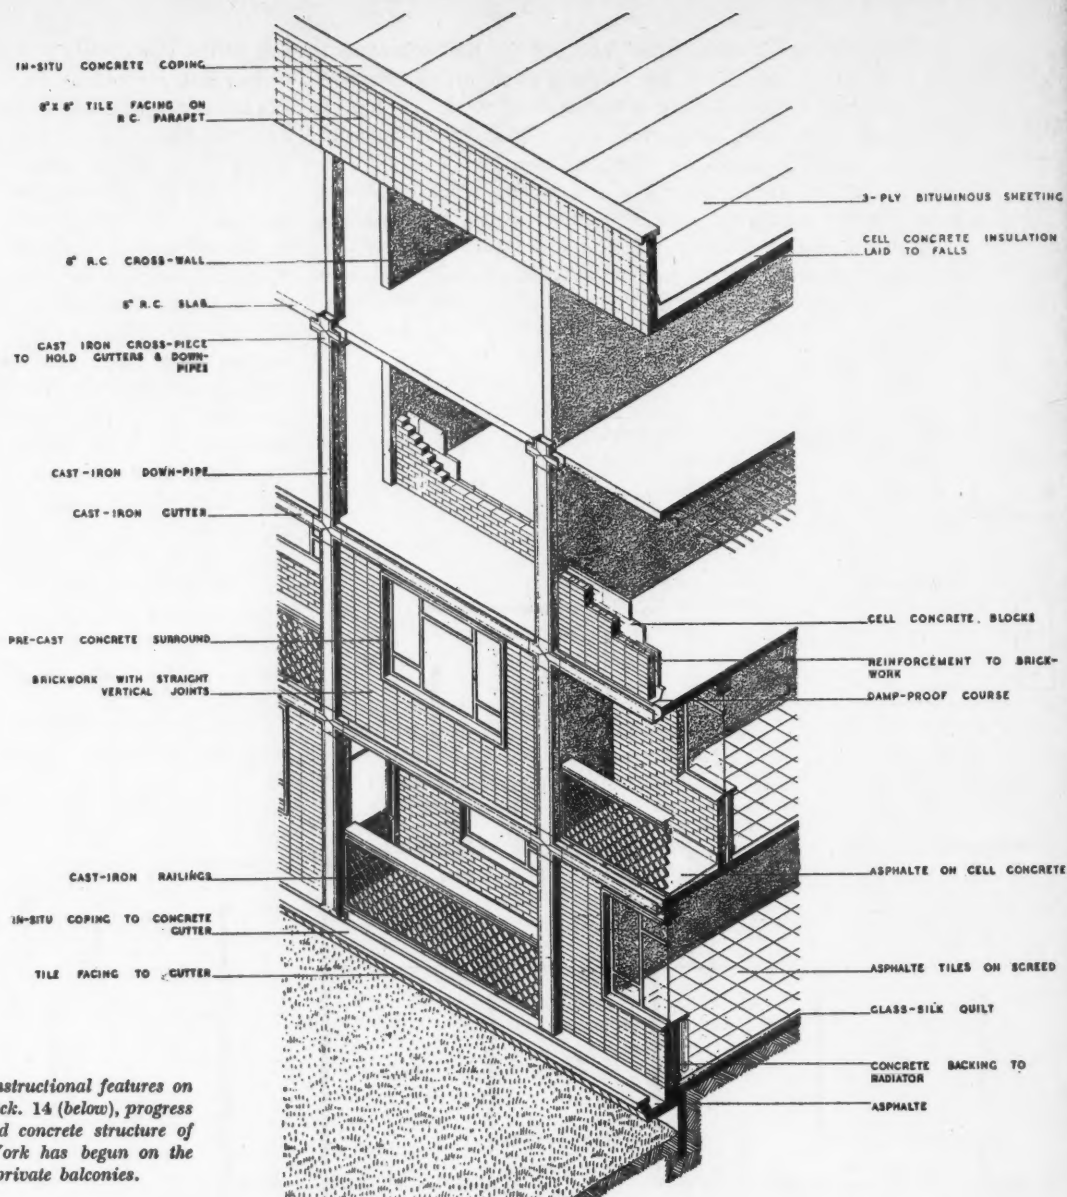 IN-SITU CONCRETE COPING
6" X 6" TILE FACING ON
R.C. PARAPET
6" R.C. CROSS-WALL
5" R.C. SLAB
CAST IRON CROSS-PIECE
TO HOLD GUTTERS & DOWN-
PIPES
CAST-IRON DOWN-PIPE
CAST-IRON GUTTER
PRE-CAST CONCRETE SURROUND
BRICKWORK WITH STRAIGHT
VERTICAL JOINTS
CAST-IRON RAILINGS
IN-SITU COPING TO CONCRETE
GUTTER
TILE FACING TO GUTTER
3-PLY BITUMINOUS SHEETING
CELL CONCRETE INSULATION
LAID TO FALLS
CELL CONCRETE. BLOCKS
REINFORCEMENT TO BRICK-
WORK
DAMP-PROOF COURSE
ASPHALTE ON CELL CONCRETE
ASPHALTE TILES ON SCREED
GLASS-SILK QUILT
CONCRETE BACKING TO
RADIATOR
ASPHALTE
nstructional features on
ck. 14 (below), progress
d concrete structure of
York has begun on the
private balconies.